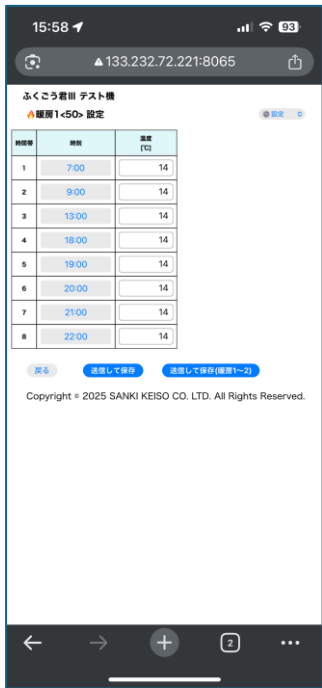 15:58
93
133.232.72.221:8065
ふくごう君III テスト機
🔥暖房1<50> 設定
設定
時間帯 時刻 温度
[℃]
1 7:00 14
2 9:00 14
3 13:00 14
4 18:00 14
5 19:00 14
6 20:00 14
7 21:00 14
8 22:00 14
戻る 送信して保存 送信して保存(暖房1〜2)
Copyright © 2025 SANKI KEISO CO. LTD. All Rights Reserved.
2